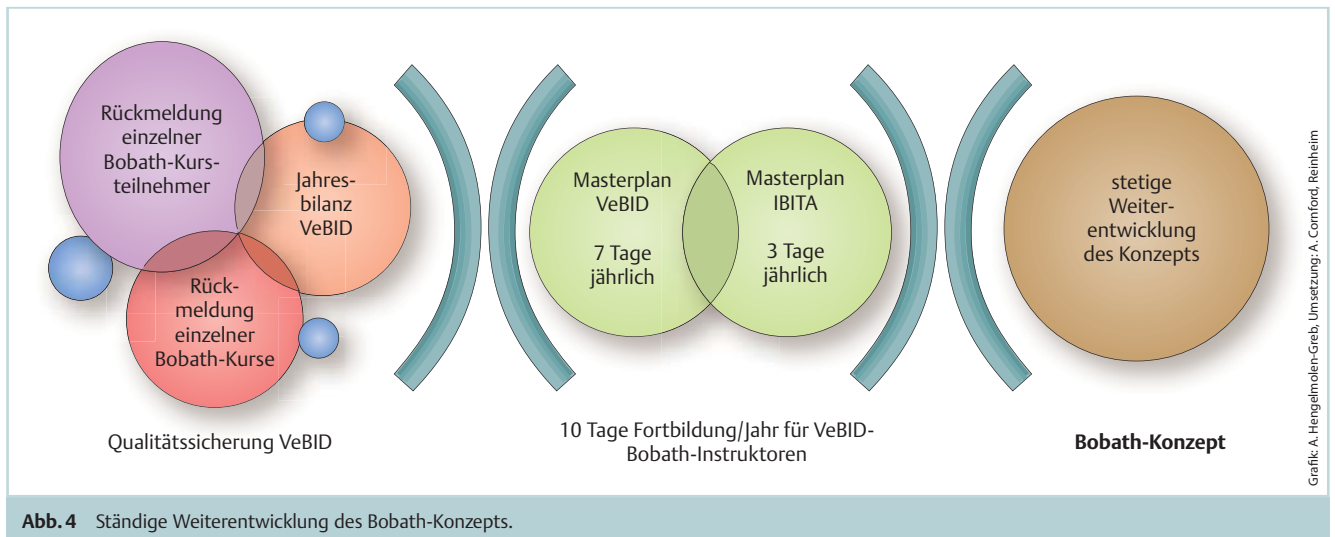 Rückmeldung
einzelner
Bobath-Kurs-
teilnehmer
Jahres-
bilanz
VeBID
Rück-
meldung
einzelner
Bobath-Kurse
Qualitätssicherung VeBID
Masterplan
VeBID
7 Tage
jährlich
Masterplan
IBITA
3 Tage
jährlich
10 Tage Fortbildung/Jahr für VeBID-
Bobath-Instruktoren
stetige
Weiter-
entwicklung
des Konzepts
Bobath-Konzept
Grafik: A. Hengelmolen-Greb, Umsetzung: A. Cornford, Reinheim
Abb. 4 Ständige Weiterentwicklung des Bobath-Konzepts.